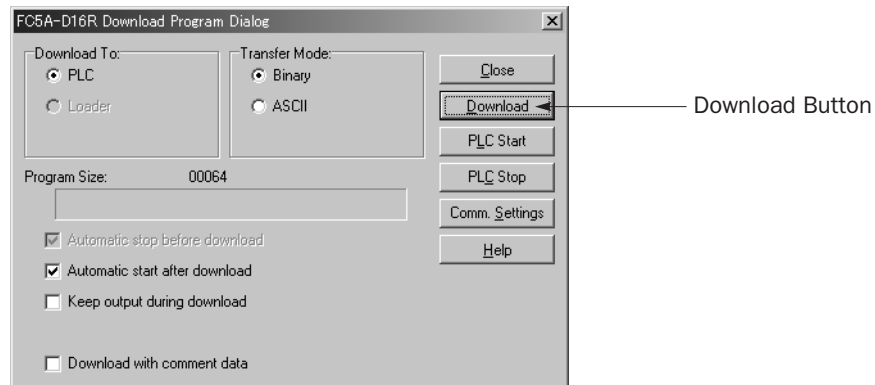 FC5A-D16R Download Program Dialog
Download To:
PLC
Loader
Transfer Mode:
Binary
ASCII
Close
Download
Download Button
PLC Start
PLC Stop
Comm. Settings
Help
Program Size: 00064
Automatic stop before download
Automatic start after download
Keep output during download
Download with comment data